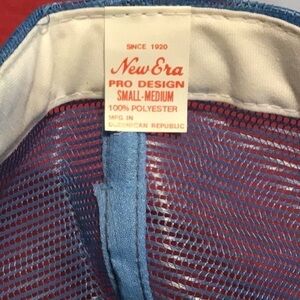 SINCE 1920
New Era
PRO DESIGN
SMALL-MEDIUM
100% POLYESTER
MFG. IN
DOMINICAN REPUBLIC